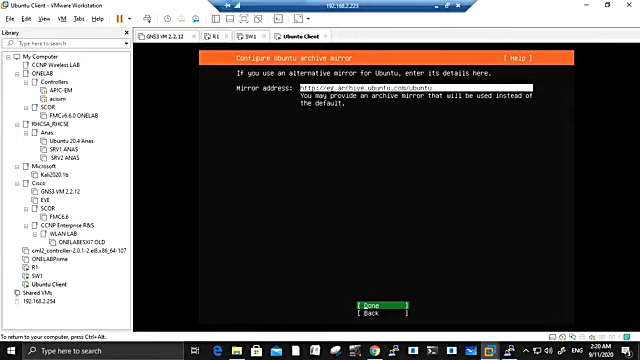 Ubuntu Client - VMware Workstation
192.168.2.223
File Edit View VM Tabs Help
Library
Type here to search
My Computer
CCNP Wireless LAB
ONELAB
Controllers
APIC-EM
acsim
SCOR
FMCv6.6.0 ONELAB
RHCSA_RHCSE
Anas
Ubuntu 20.4 Anas
SRV1 ANAS
SRV2 ANAS
Microsoft
Kali2020.1b
Cisco
GNS3 VM 2.2.12
EVE
SCOR
FMC6.6
CCNP Enterprise R&S
WLAN LAB
ONELABESXI7 OLD
cml2_controller-2.0.1-2.el8.x86_64-107
ONELABPrime
R1
SW1
Ubuntu Client
Shared VMs
192.168.2.254
GNS3 VM 2.2.12
R1
SW1
Ubuntu Client
Configure Ubuntu archive mirror [ Help ]
If you use an alternative mirror for Ubuntu, enter its details here.
Mirror address: http://eg.archive.ubuntu.com/ubuntu
You may provide an archive mirror that will be used instead of
the default.
[ Done ]
[ Back ]
To return to your computer, press Ctrl+Alt.
Type here to search
2:20 AM
9/11/2020